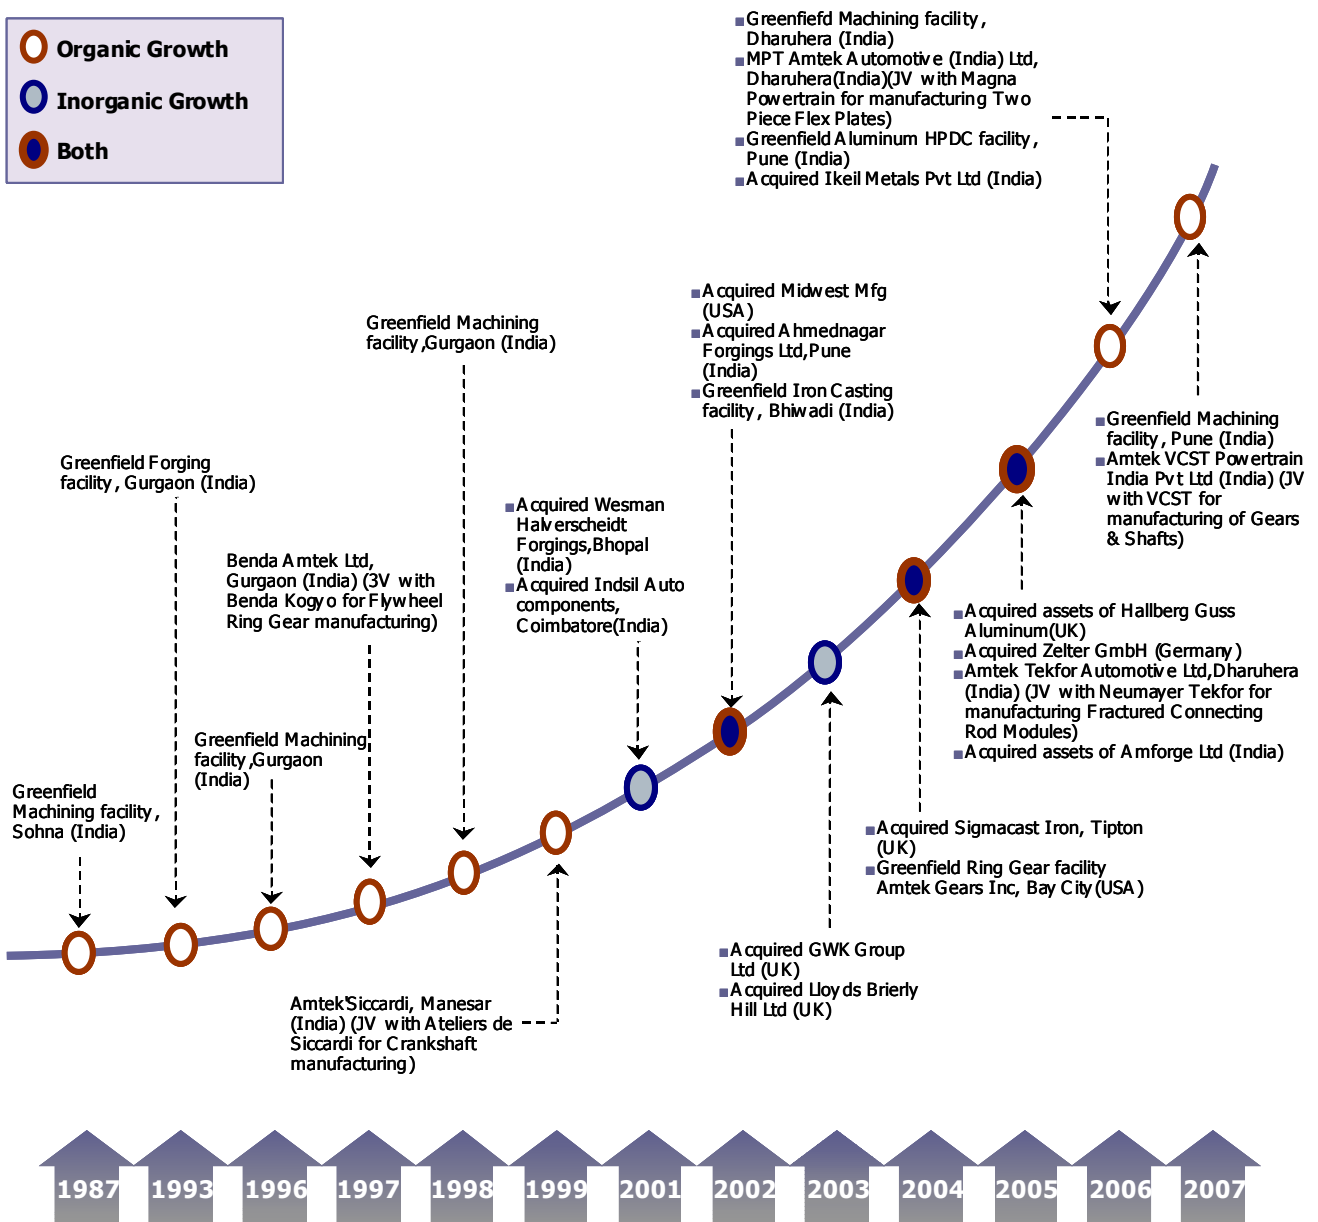 Organic Growth
Inorganic Growth
Both
Greenfiefd Machining facility,
Dharuhera (India)
MPT Amtek Automotive (India) Ltd,
Dharuhera(India)(JV with Magna
Powertrain for manufacturing Two
Piece Flex Plates)
Greenfield Aluminum HPDC facility,
Pune (India)
Acquired Ikeil Metals Pvt Ltd (India)
Acquired Midwest Mfg
(USA)
Acquired Ahmednagar
Forgings Ltd,Pune
(India)
Greenfield Iron Casting
facility, Bhiwadi (India)
Greenfield Machining
facility,Gurgaon (India)
Greenfield Machining
facility, Pune (India)
Amtek VCST Powertrain
India Pvt Ltd (India) (JV
with VCST for
manufacturing of Gears
& Shafts)
Greenfield Forging
facility, Gurgaon (India)
Acquired Wesman
Halverscheidt
Forgings,Bhopal
(India)
Acquired Indsil Auto
components,
Coimbatore(India)
Benda Amtek Ltd,
Gurgaon (India) (3V with
Benda Kogyo for Flywheel
Ring Gear manufacturing)
Acquired assets of Hallberg Guss
Aluminum(UK)
Acquired Zelter GmbH (Germany)
Amtek Tekfor Automotive Ltd,Dharuhera
(India) (JV with Neumayer Tekfor for
manufacturing Fractured Connecting
Rod Modules)
Acquired assets of Amforge Ltd (India)
Greenfield Machining
facility,Gurgaon
(India)
Greenfield
Machining facility,
Sohna (India)
Acquired Sigmacast Iron, Tipton
(UK)
Greenfield Ring Gear facility
Amtek Gears Inc, Bay City(USA)
Acquired GWK Group
Ltd (UK)
Acquired Lloyds Brierly
Hill Ltd (UK)
Amtek'Siccardi, Manesar
(India) (JV with Ateliers de
Siccardi for Crankshaft
manufacturing)
1987 1993 1996 1997 1998 1999 2001 2002 2003 2004 2005 2006 2007